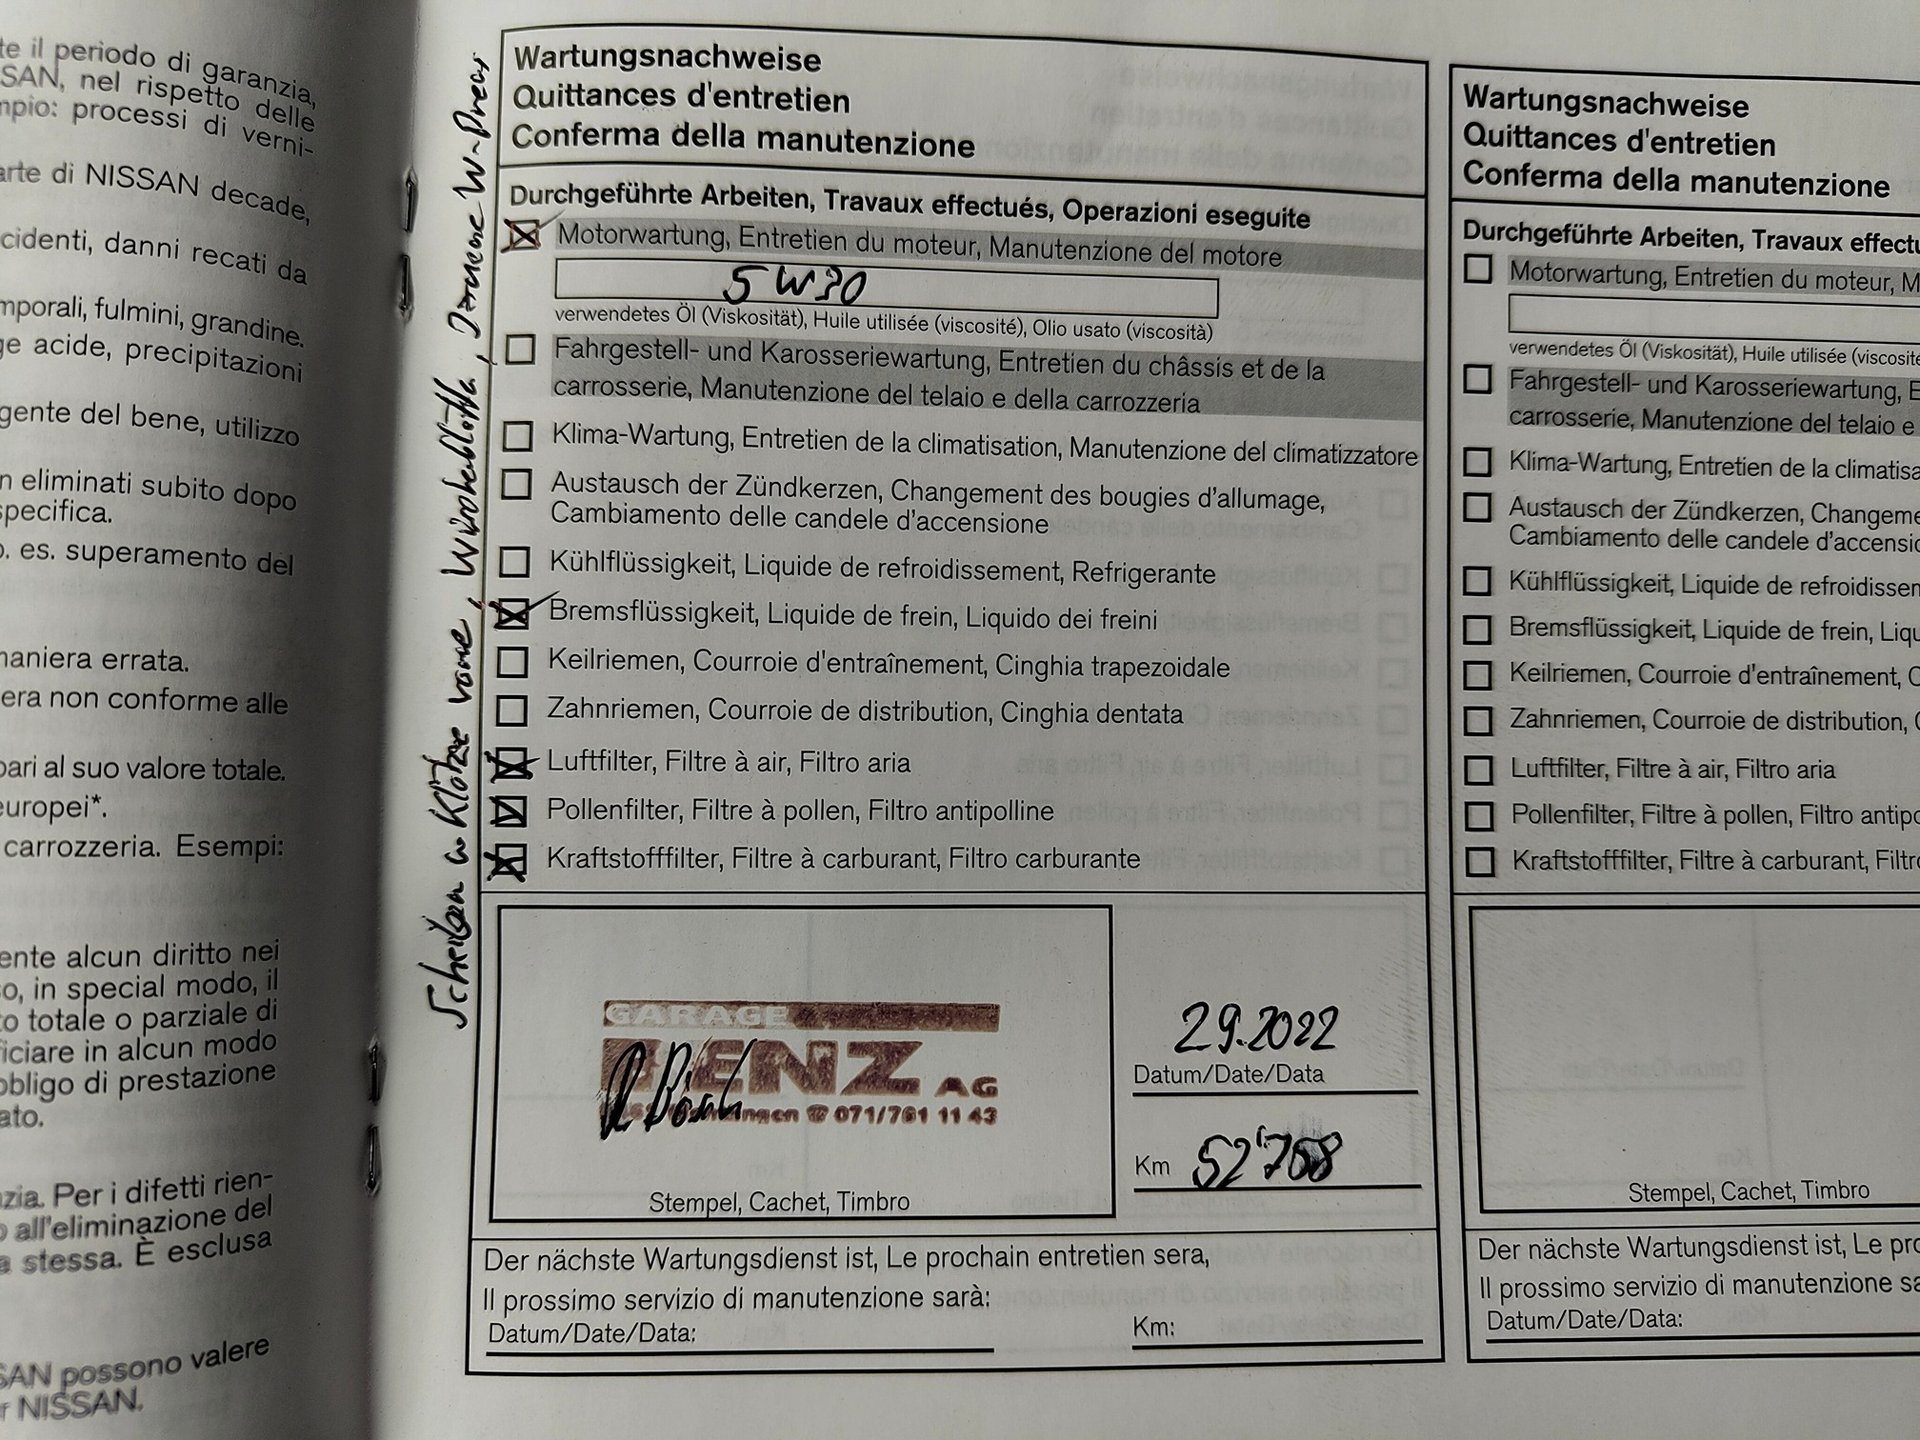 te il periodo di garanzia,
SSAN, nel rispetto delle
mpio: processi di verni-
arte di NISSAN decade,
cidenti, danni recati da
mporali, fulmini, grandine.
ge acide, precipitazioni
gente del bene, utilizzo
n eliminati subito dopo
specifica.
o. es. superamento del
naniera errata.
era non conforme alle
pari al suo valore totale.
europei*.
carrozzeria. Esempi:
ente alcun diritto nei
so, in special modo, il
to totale o parziale di
ficiare in alcun modo
obbligo di prestazione
ato.
nzia. Per i difetti rien-
o all'eliminazione del
a stessa. È esclusa
SAN possono valere
r NISSAN.
Scheiben u Klötze vorne, Wischblätter,
Wartungsnachweise
Quittances d'entretien
Conferma della manutenzione
Durchgeführte Arbeiten, Travaux effectués, Operazioni eseguite
Motorwartung, Entretien du moteur, Manutenzione del motore
5W30
verwendetes Öl (Viskosität), Huile utilisée (viscosité), Olio usato (viscosità)
Fahrgestell- und Karosseriewartung, Entretien du châssis et de la
carrosserie, Manutenzione del telaio e della carrozzeria
Klima-Wartung, Entretien de la climatisation, Manutenzione del climatizzatore
Austausch der Zündkerzen, Changement des bougies d'allumage,
Cambiamento delle candele d'accensione
Kühlflüssigkeit, Liquide de refroidissement, Refrigerante
Bremsflüssigkeit, Liquide de frein, Liquido dei freini
Keilriemen, Courroie d'entraînement, Cinghia trapezoidale
Zahnriemen, Courroie de distribution, Cinghia dentata
Luftfilter, Filtre à air, Filtro aria
Pollenfilter, Filtre à pollen, Filtro antipolline
Kraftstofffilter, Filtre à carburant, Filtro carburante
GARAGE
BENZ AG
071/761 11 43
Stempel, Cachet, Timbro
29.2022
Datum/Date/Data
Km 52'768
Der nächste Wartungsdienst ist, Le prochain entretien sera,
Il prossimo servizio di manutenzione sarà:
Datum/Date/Data: Km:
Wartungsnachweise
Quittances d'entretien
Conferma della manutenzione
Durchgeführte Arbeiten, Travaux effectu
Motorwartung, Entretien du moteur, M
verwendetes Öl (Viskosität), Huile utilisée (viscosité
Fahrgestell- und Karosseriewartung, E
carrosserie, Manutenzione del telaio e
Klima-Wartung, Entretien de la climatisa
Austausch der Zündkerzen, Changeme
Cambiamento delle candele d'accensio
Kühlflüssigkeit, Liquide de refroidissem
Bremsflüssigkeit, Liquide de frein, Liqu
Keilriemen, Courroie d'entraînement, C
Zahnriemen, Courroie de distribution,
Luftfilter, Filtre à air, Filtro aria
Pollenfilter, Filtre à pollen, Filtro antipo
Kraftstofffilter, Filtre à carburant, Filtr
Stempel, Cachet, Timbro
Der nächste Wartungsdienst ist, Le pro
Il prossimo servizio di manutenzione sa
Datum/Date/Data: